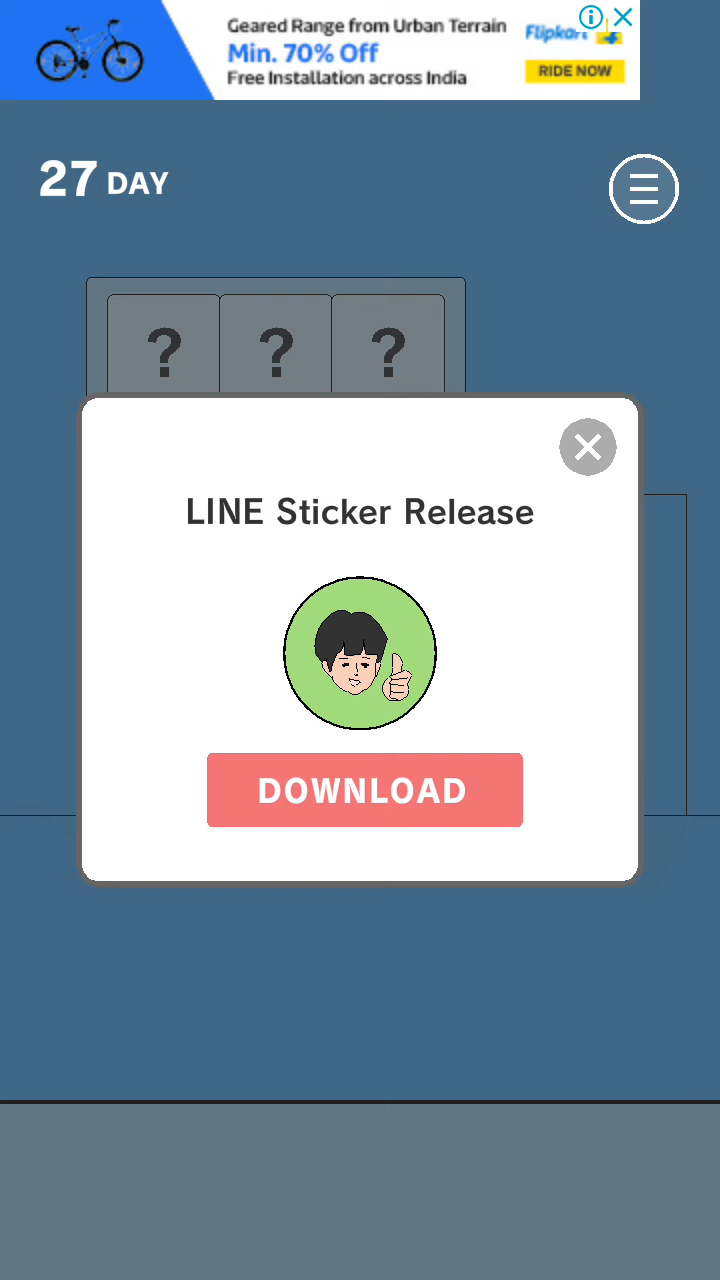 Geared Range from Urban Terrain
Min. 70% Off
Free Installation across India
Flipkart
RIDE NOW
27 DAY
? ? ?
LINE Sticker Release
DOWNLOAD